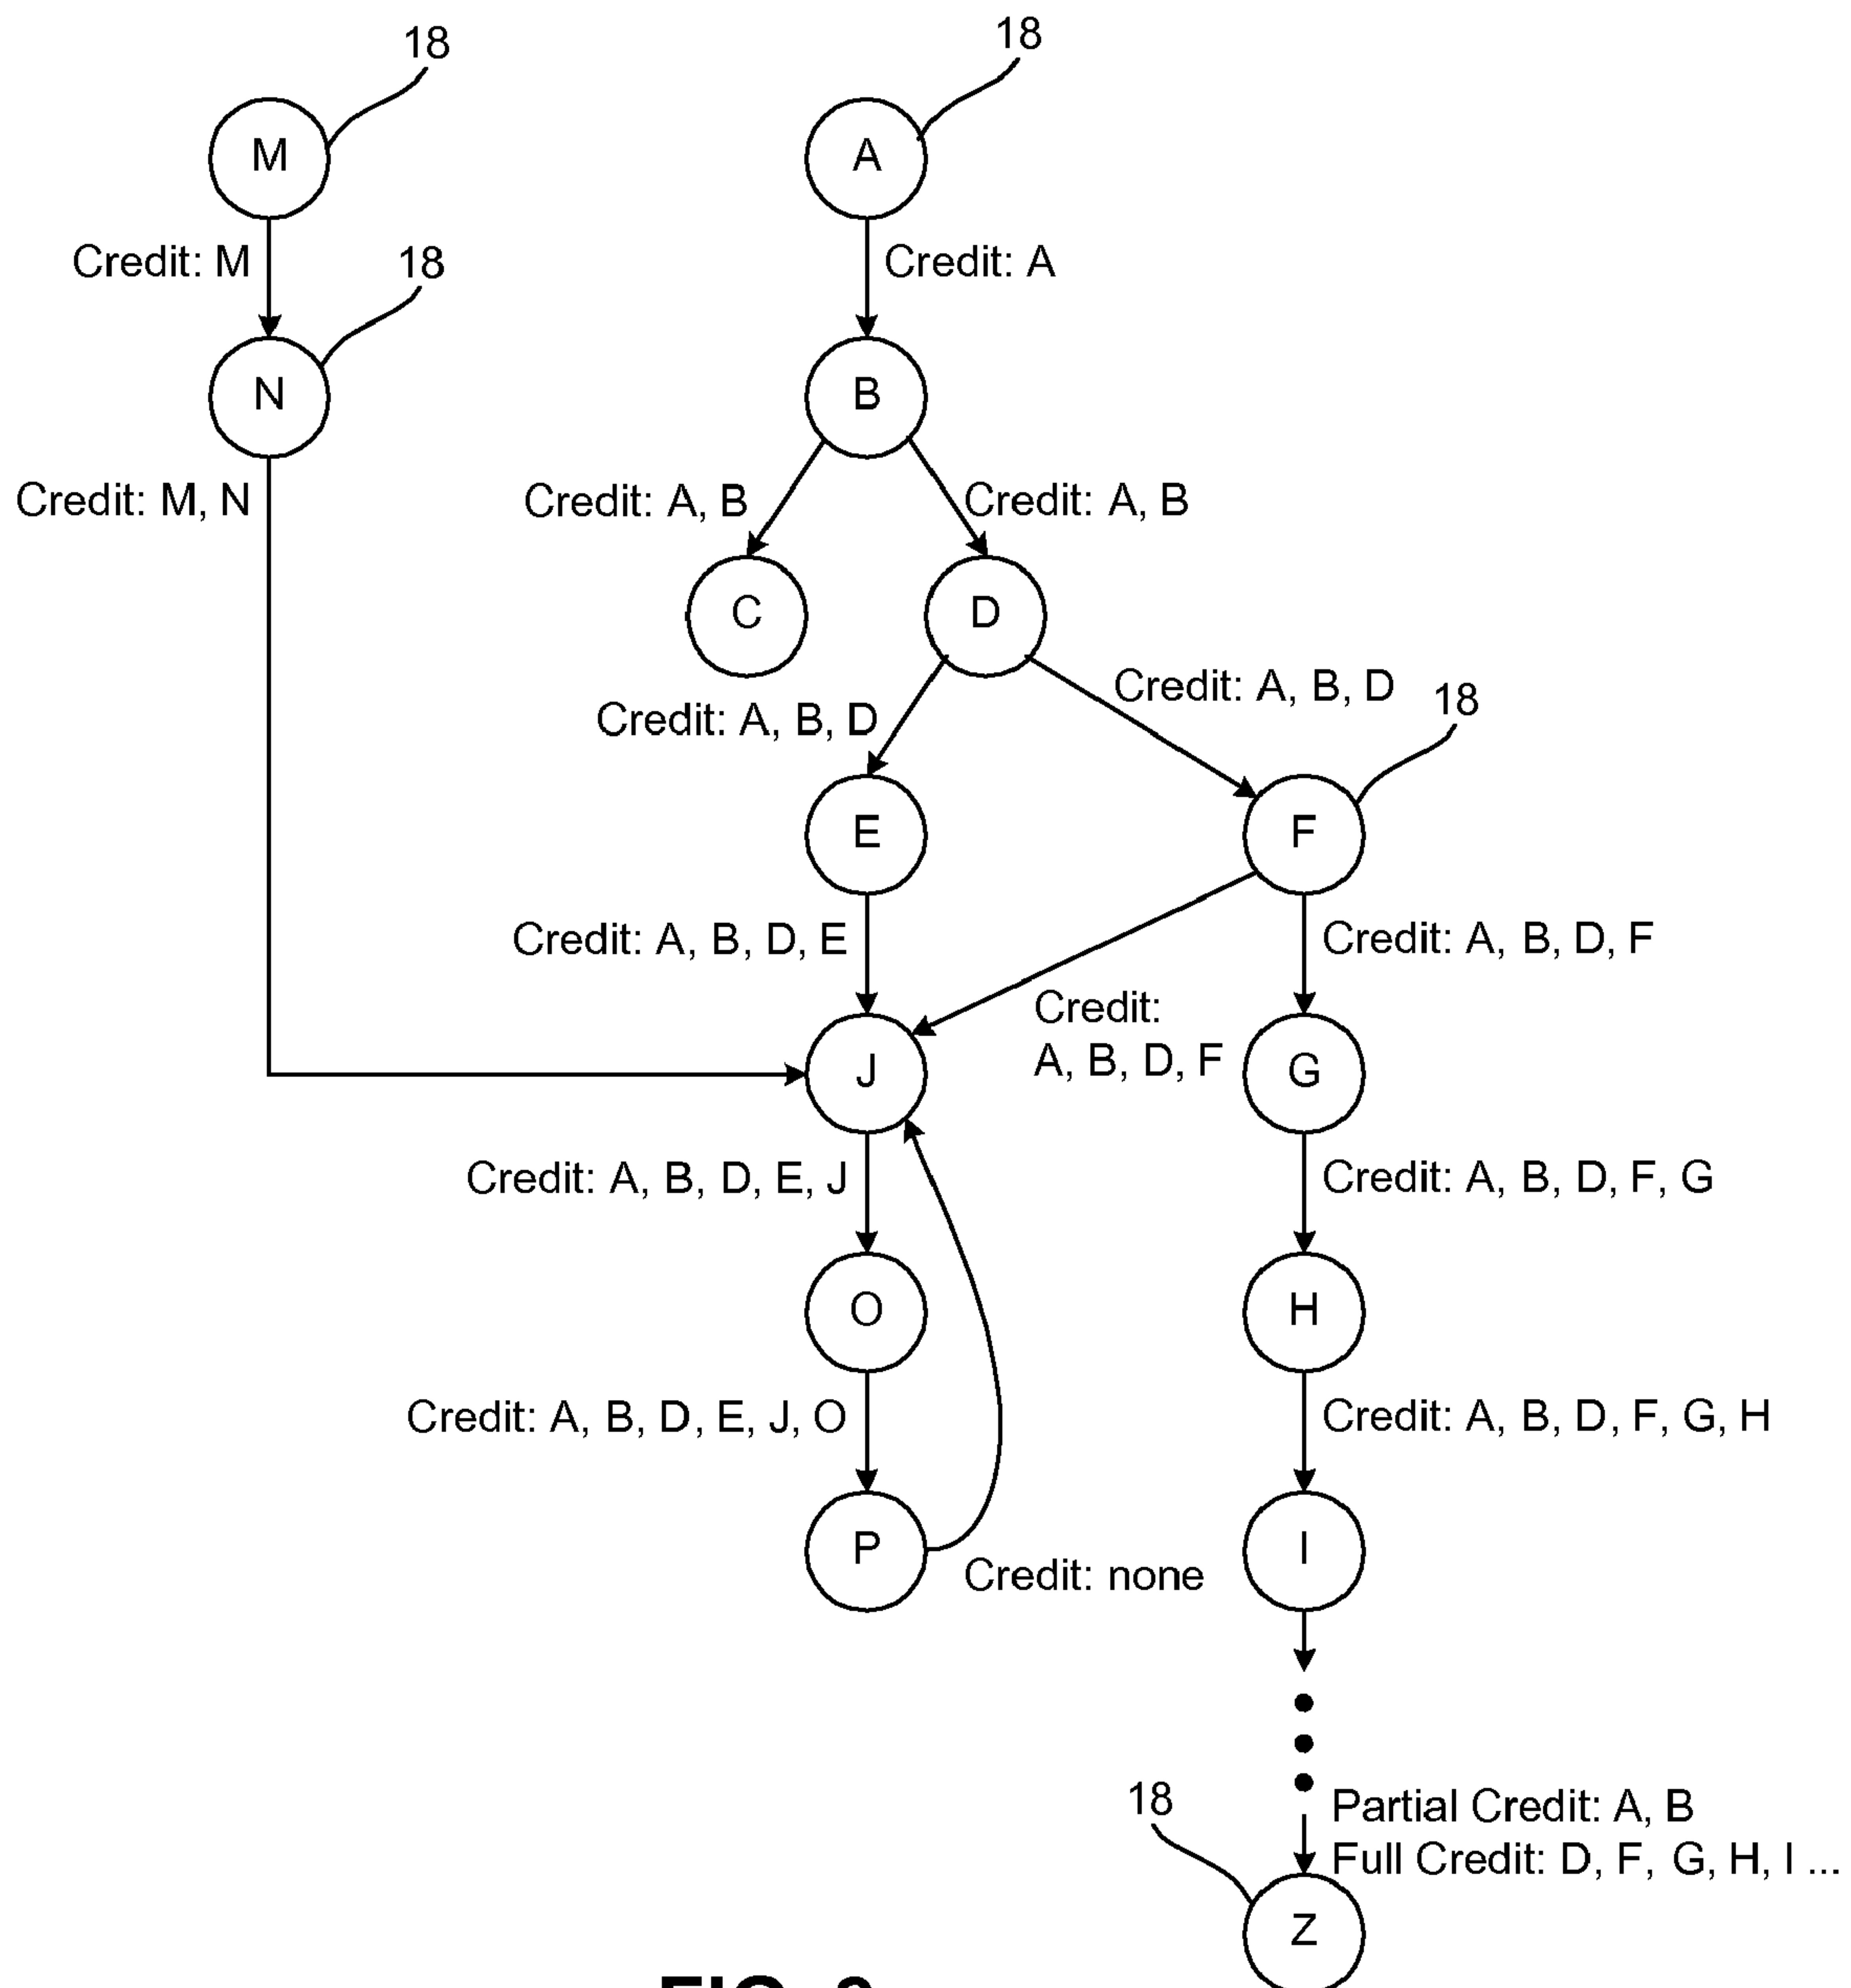 18
18
M
A
Credit: M
18
Credit: A
N
B
Credit: M, N
Credit: A, B
Credit: A, B
C
D
Credit: A, B, D
18
Credit: A, B, D
E
F
Credit: A, B, D, E
Credit: A, B, D, F
Credit:
A, B, D, F
J
G
Credit: A, B, D, E, J
Credit: A, B, D, F, G
O
H
Credit: A, B, D, E, J, O
Credit: A, B, D, F, G, H
P
I
Credit: none
18
Partial Credit: A, B
Full Credit: D, F, G, H, I ...
Z
FIG.